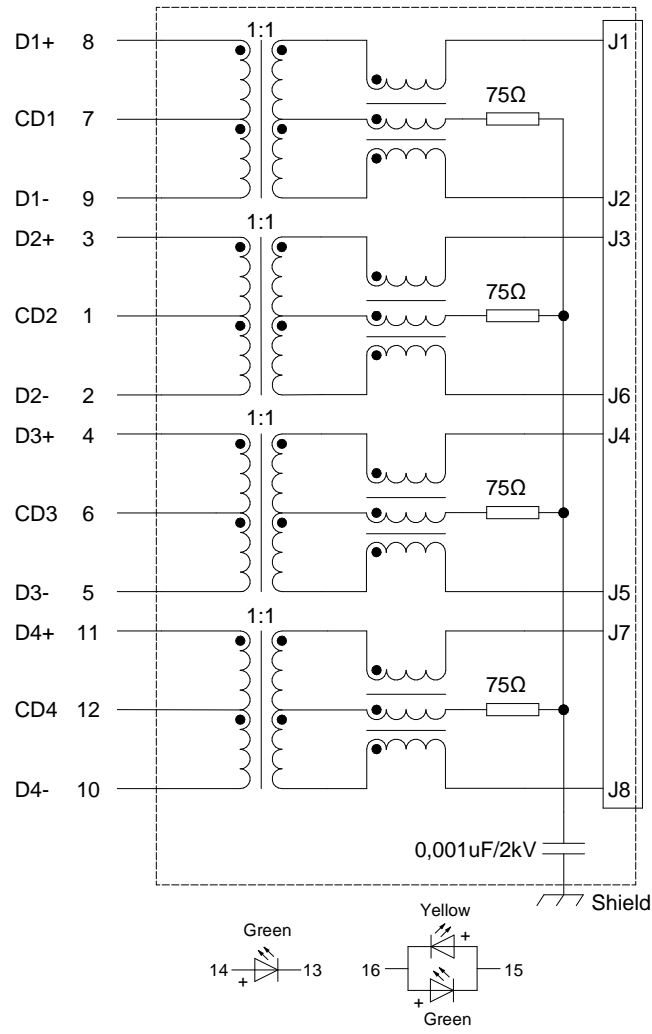 1:1
D1+ 8 J1
75Ω
CD1 7
D1- 9 J2
1:1
D2+ 3 J3
75Ω
CD2 1
D2- 2 J6
1:1
D3+ 4 J4
75Ω
CD3 6
D3- 5 J5
1:1
D4+ 11 J7
75Ω
CD4 12
D4- 10 J8
0,001uF/2kV
Shield
Green
14 + 13
Yellow
+
16 15
+
Green